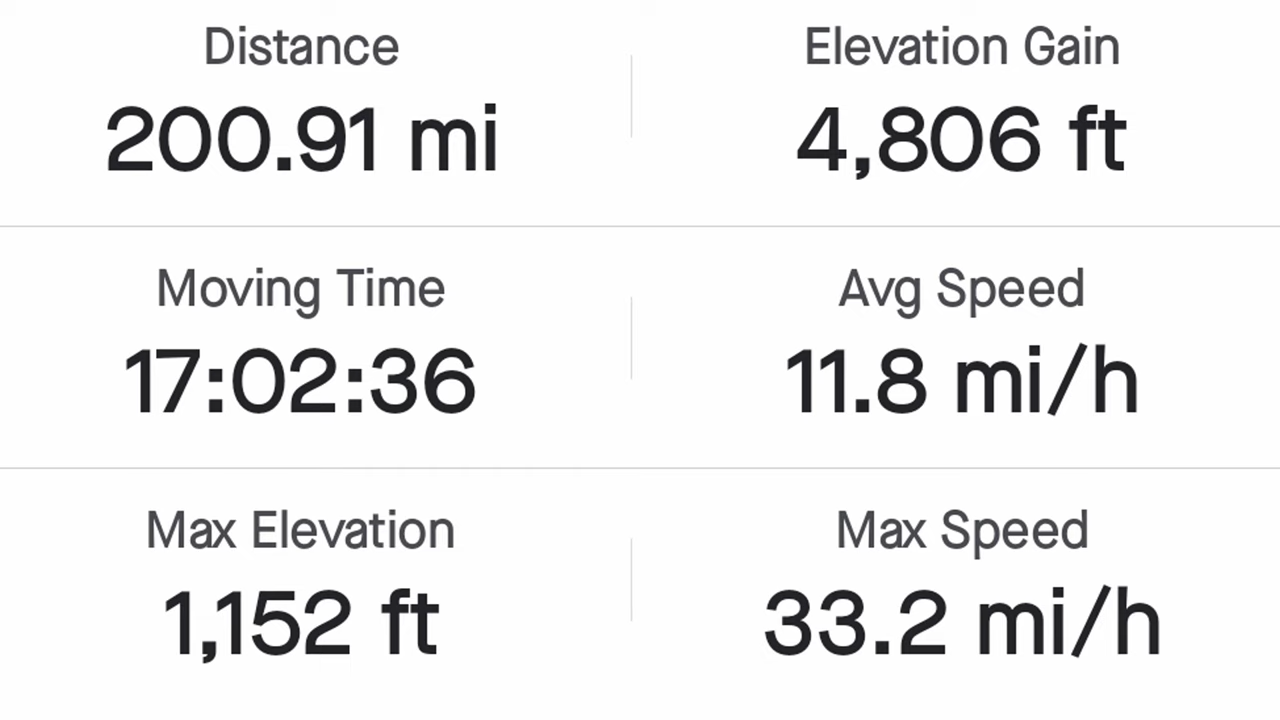 Distance
Elevation Gain
200.91 mi
4,806 ft
Moving Time
Avg Speed
17:02:36
11.8 mi/h
Max Elevation
Max Speed
1,152 ft
33.2 mi/h